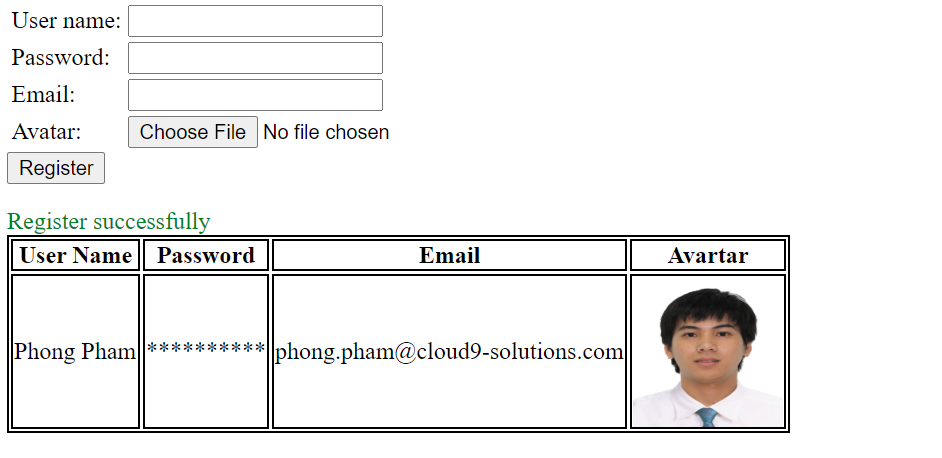 User name:
Password:
Email:
Avatar: Choose File No file chosen
Register
Register successfully
User Name Password Email Avartar
Phong Pham ********** phong.pham@cloud9-solutions.com